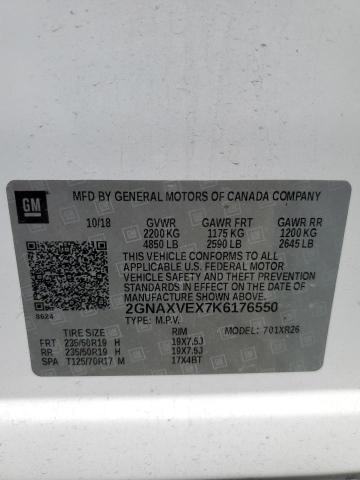 GM
MFD BY GENERAL MOTORS OF CANADA COMPANY
10/18 GVWR GAWR FRT GAWR RR
2200 KG 1175 KG 1200 KG
4850 LB 2590 LB 2645 LB
THIS VEHICLE CONFORMS TO ALL
APPLICABLE U.S. FEDERAL MOTOR
VEHICLE SAFETY AND THEFT PREVENTION
STANDARDS IN EFFECT ON THE DATE OF
MANUFACTURE SHOWN ABOVE.
2GNAXVEX7K6176550
8624
TYPE: M.P.V. MODEL: 701XR26
TIRE SIZE SPEED RTG RIM
FRT 235/50R19 H 19X7.5J
RR 235/50R19 H 19X7.5J
SPA T125/70R17 M 17X4BT